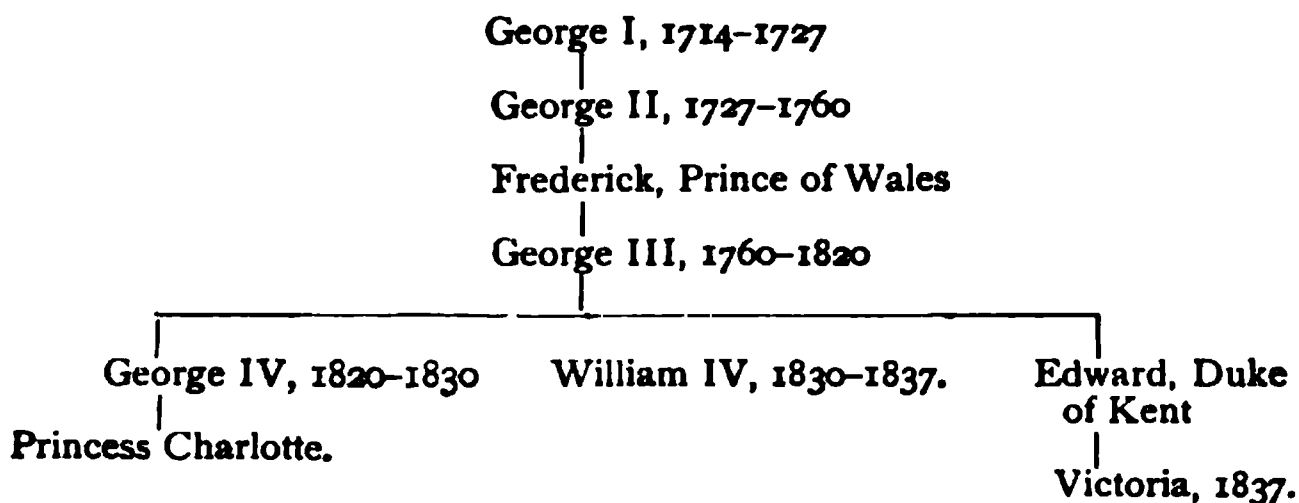 George I, 1714–1727
George II, 1727–1760
Frederick, Prince of Wales
George III, 1760–1820
George IV, 1820–1830
William IV, 1830–1837.
Edward, Duke
of Kent
Princess Charlotte.
Victoria, 1837.